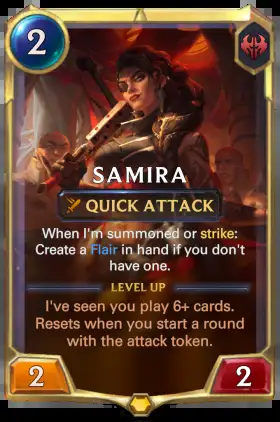 2
SAMIRA
QUICK ATTACK
When I'm summoned or strike:
Create a Flair in hand if you don't
have one.
LEVEL UP
I've seen you play 6+ cards.
Resets when you start a round
with the attack token.
2
2